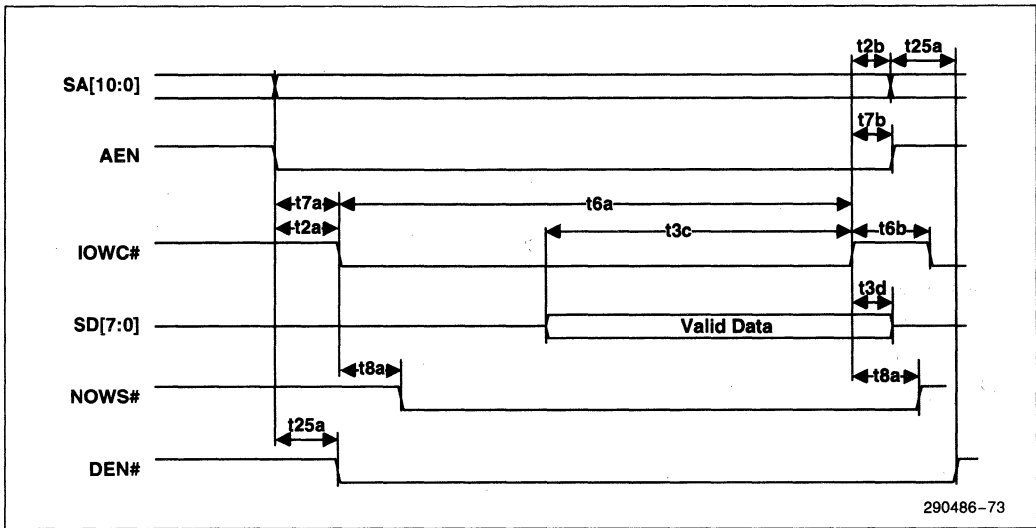 t2b t25a
SA[10:0]
t7b
AEN
t7a t6a
t2a t3c t6b
IOWC#
t3d
SD[7:0] Valid Data
t8a t8a
NOWS#
t25a
DEN#
290486-73